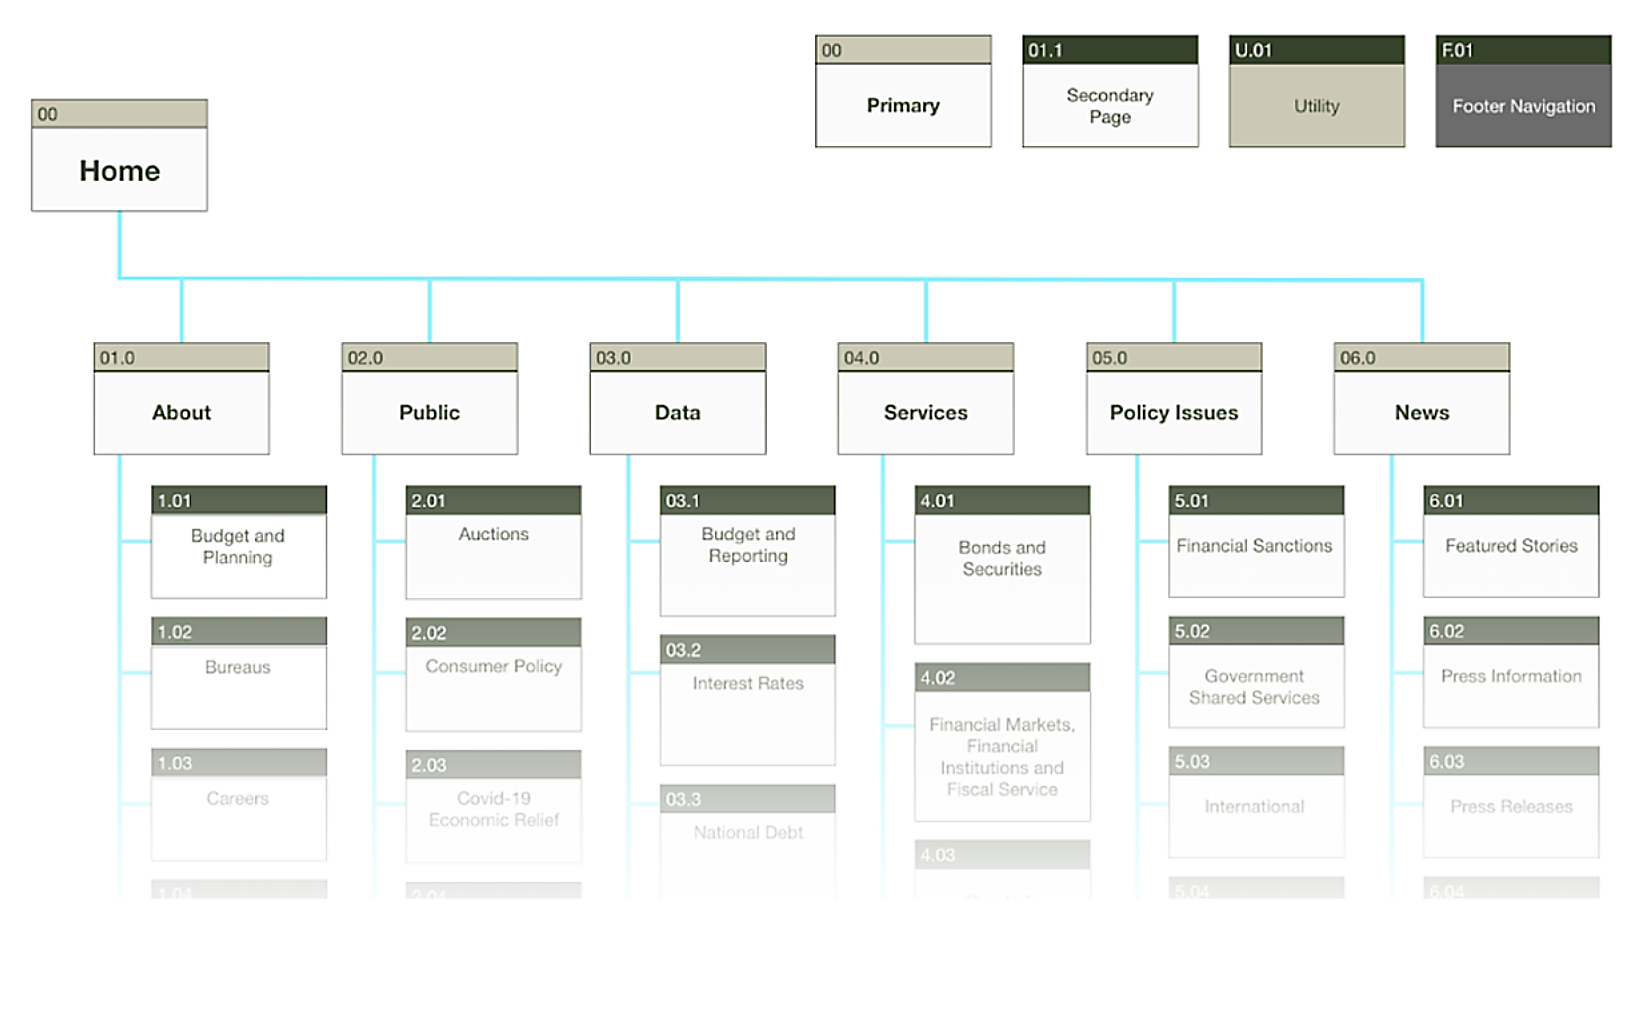 00
Primary
01.1
Secondary
Page
U.01
Utility
F.01
Footer Navigation
00
Home
01.0
About
02.0
Public
03.0
Data
04.0
Services
05.0
Policy Issues
06.0
News
1.01
Budget and
Planning
1.02
Bureaus
1.03
Careers
1.04
2.01
Auctions
2.02
Consumer Policy
2.03
Covid-19
Economic Relief
2.04
03.1
Budget and
Reporting
03.2
Interest Rates
03.3
National Debt
4.01
Bonds and
Securities
4.02
Financial Markets,
Financial
Institutions and
Fiscal Service
4.03
5.01
Financial Sanctions
5.02
Government
Shared Services
5.03
International
5.04
6.01
Featured Stories
6.02
Press Information
6.03
Press Releases
6.04